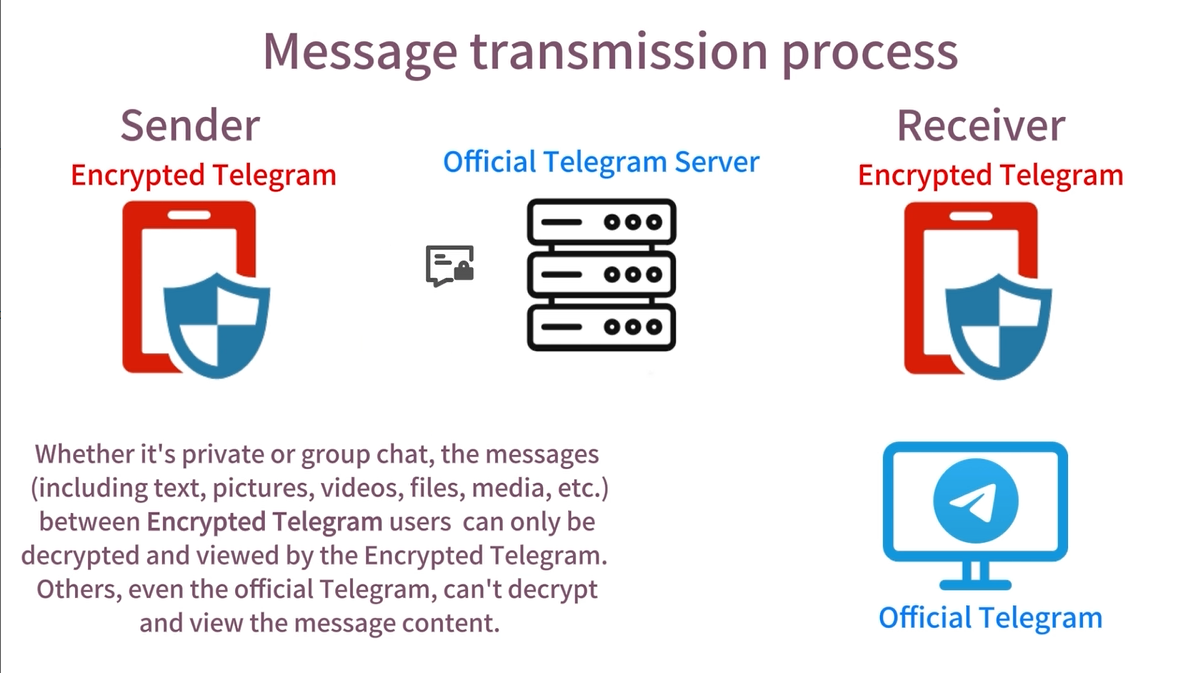 Message transmission process
Sender
Encrypted Telegram
Official Telegram Server
Receiver
Encrypted Telegram
Whether it's private or group chat, the messages
(including text, pictures, videos, files, media, etc.)
between Encrypted Telegram users can only be
decrypted and viewed by the Encrypted Telegram.
Others, even the official Telegram, can't decrypt
and view the message content.
Official Telegram